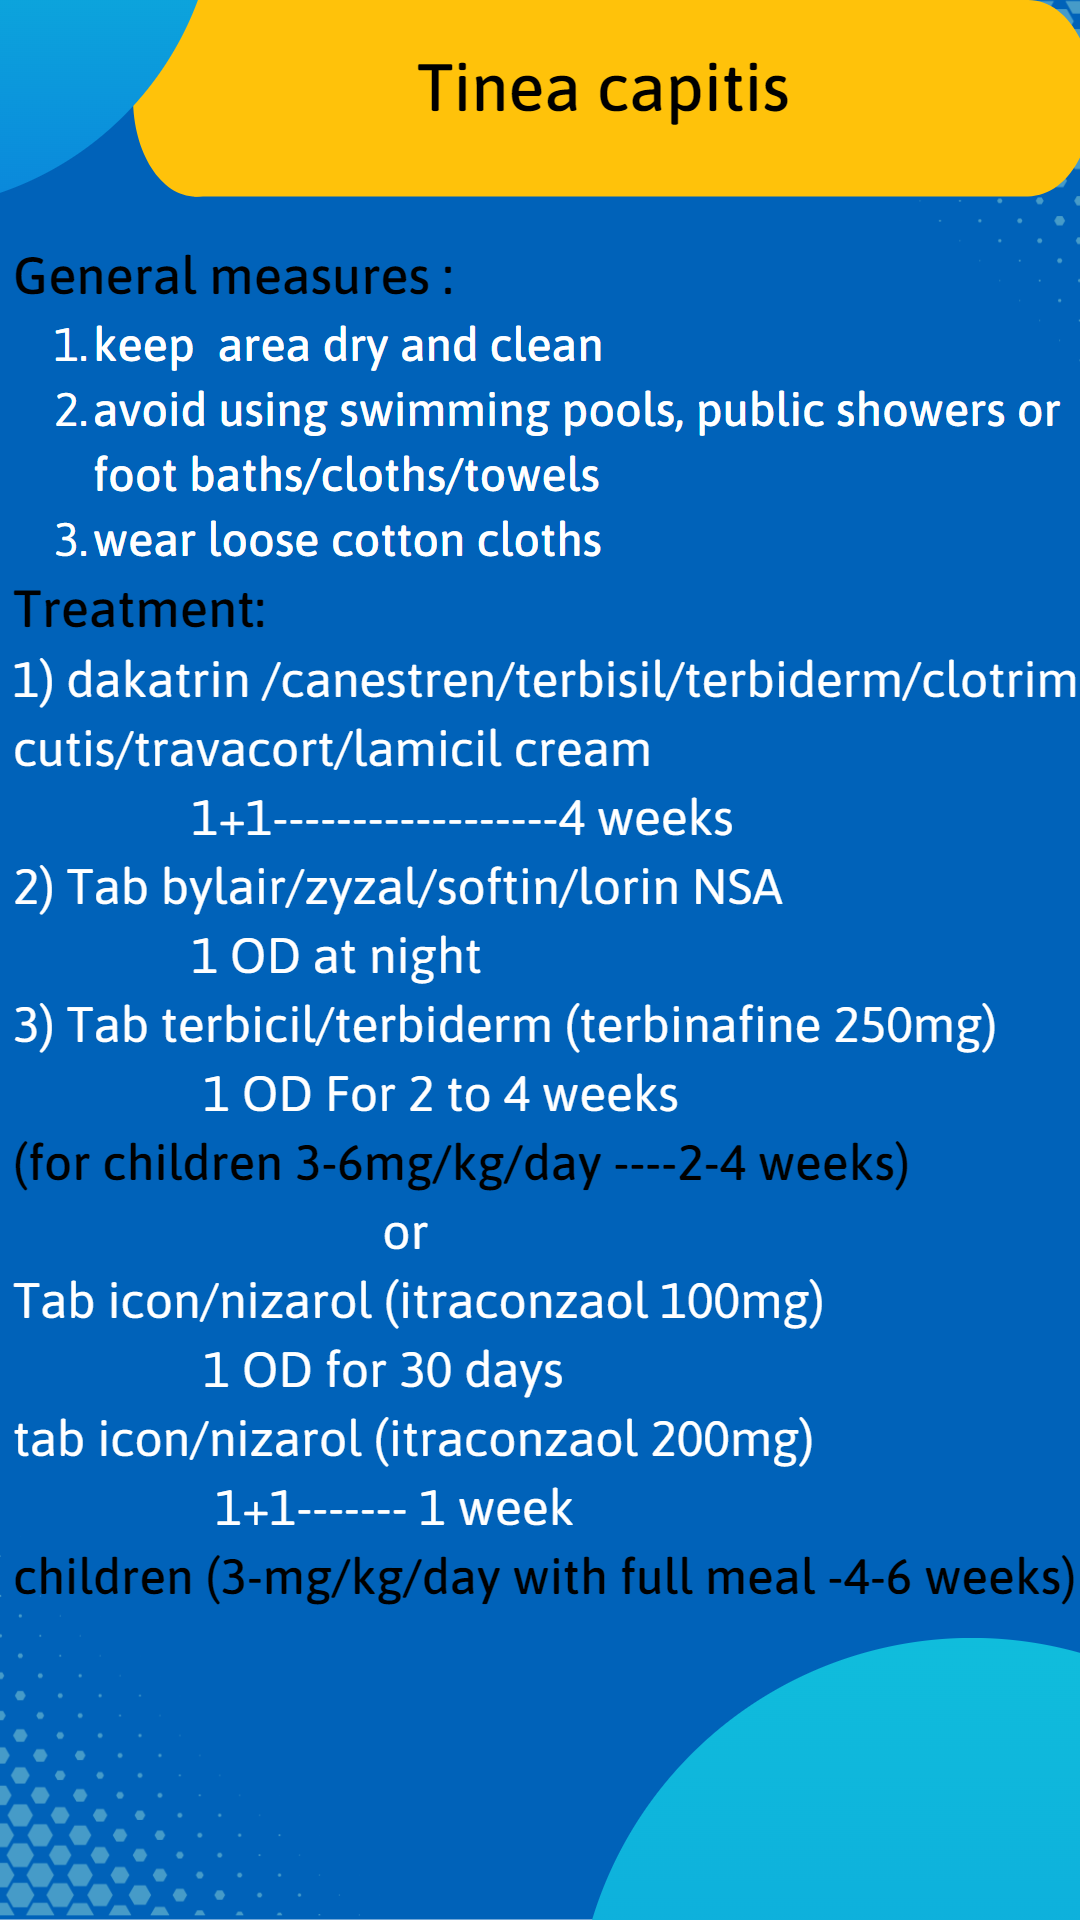 Tinea capitis
General measures :
1. keep area dry and clean
2. avoid using swimming pools, public showers or
foot baths/cloths/towels
3. wear loose cotton cloths
Treatment:
1) dakatrin /canestren/terbisil/terbiderm/clotrim
cutis/travacort/lamicil cream
1+1------------------4 weeks
2) Tab bylair/zyzal/softin/lorin NSA
1 OD at night
3) Tab terbicil/terbiderm (terbinafine 250mg)
1 OD For 2 to 4 weeks
(for children 3-6mg/kg/day ----2-4 weeks)
or
Tab icon/nizarol (itraconzaol 100mg)
1 OD for 30 days
tab icon/nizarol (itraconzaol 200mg)
1+1------- 1 week
children (3-mg/kg/day with full meal -4-6 weeks)